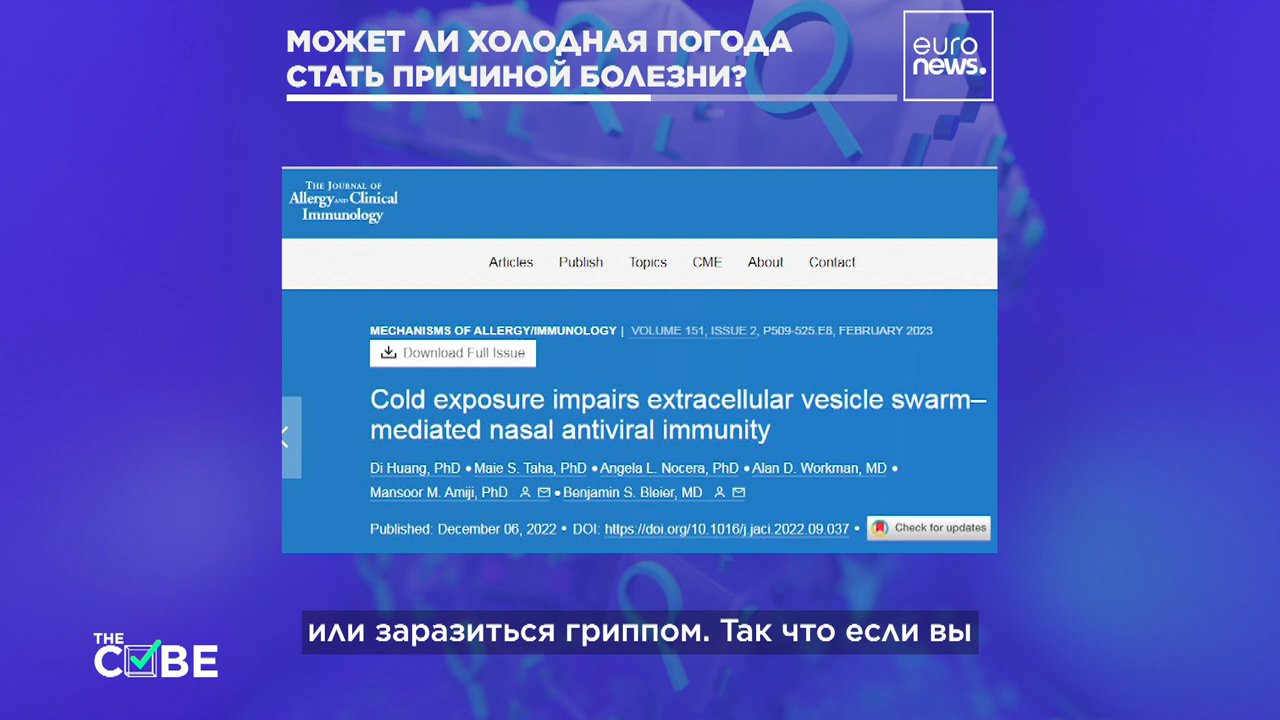 МОЖЕТ ЛИ ХОЛОДНАЯ ПОГОДА
СТАТЬ ПРИЧИНОЙ БОЛЕЗНИ?
euro
news.
THE JOURNAL OF
Allergy AND Clinical
Immunology
Articles Publish Topics CME About Contact
MECHANISMS OF ALLERGY/IMMUNOLOGY | VOLUME 151, ISSUE 2, P509-525.E8, FEBRUARY 2023
Download Full Issue
Cold exposure impairs extracellular vesicle swarm–
mediated nasal antiviral immunity
Di Huang, PhD • Maie S. Taha, PhD • Angela L. Nocera, PhD • Alan D. Workman, MD •
Mansoor M. Amiji, PhD • Benjamin S. Bleier, MD
Published: December 06, 2022 • DOI: https://doi.org/10.1016/j.jaci.2022.09.037 • Check for updates
или заразиться гриппом. Так что если вы
THE
CUBE